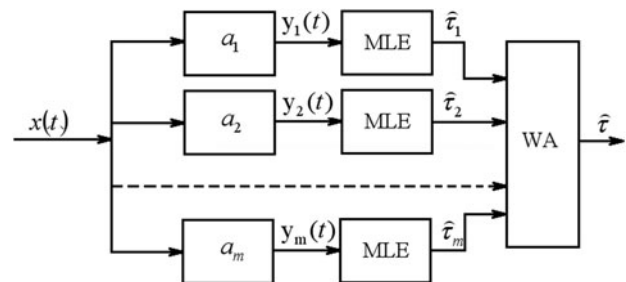 a₁ y₁(t) MLE τ̂₁
x(t) a₂ y₂(t) MLE τ̂₂ WA τ̂
aₘ yₘ(t) MLE τ̂ₘ